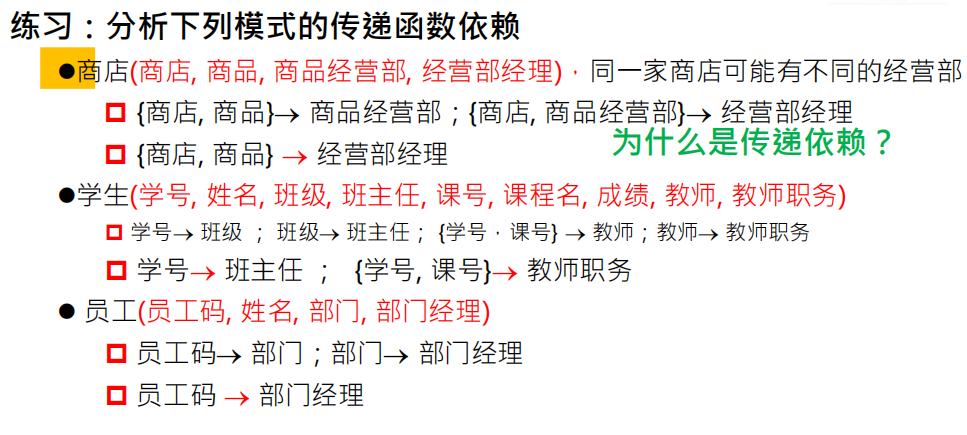 练习：分析下列模式的传递函数依赖
●商店(商店, 商品, 商品经营部, 经营部经理)，同一家商店可能有不同的经营部
{商店, 商品}→ 商品经营部；{商店, 商品经营部}→ 经营部经理
为什么是传递依赖？
{商店, 商品} → 经营部经理
●学生(学号, 姓名, 班级, 班主任, 课号, 课程名, 成绩, 教师, 教师职务)
学号→ 班级 ；班级→ 班主任；{学号，课号} → 教师；教师→ 教师职务
学号→ 班主任 ； {学号, 课号}→ 教师职务
● 员工(员工码, 姓名, 部门, 部门经理)
员工码→ 部门；部门→ 部门经理
员工码 → 部门经理